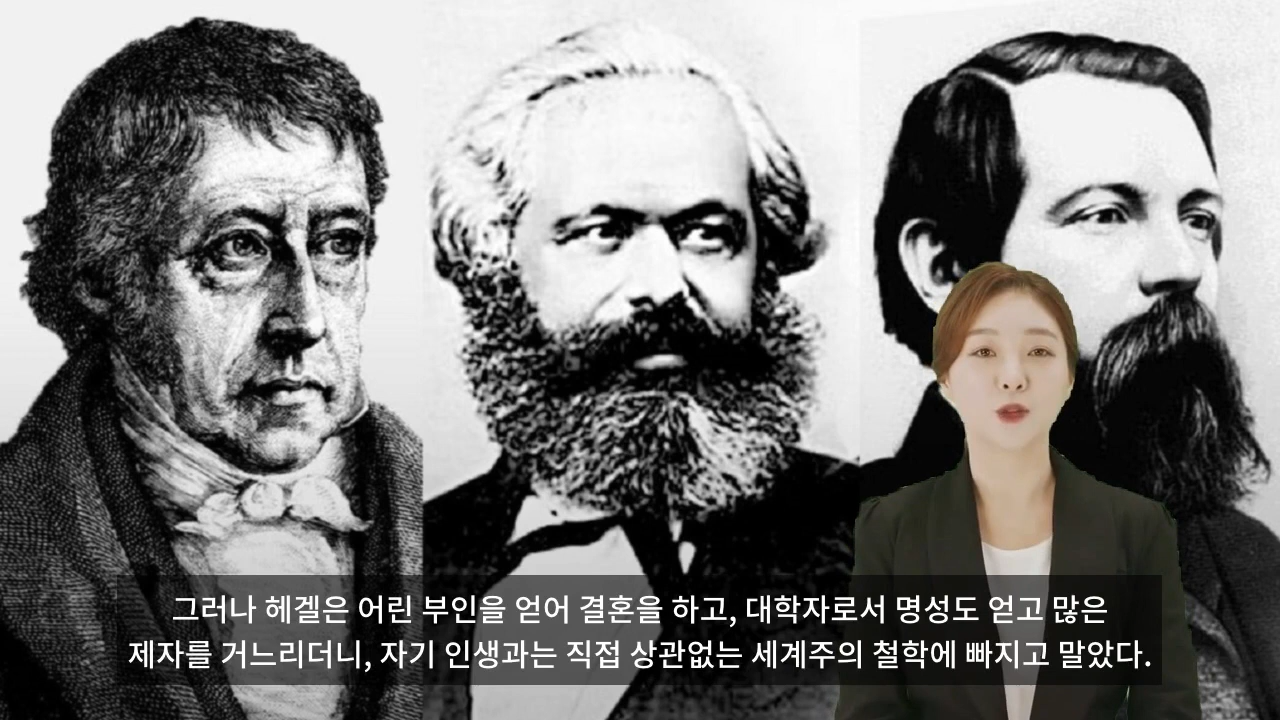 그러나 헤겔은 어린 부인을 얻어 결혼을 하고, 대학자로서 명성도 얻고 많은
제자를 거느리더니, 자기 인생과는 직접 상관없는 세계주의 철학에 빠지고 말았다.